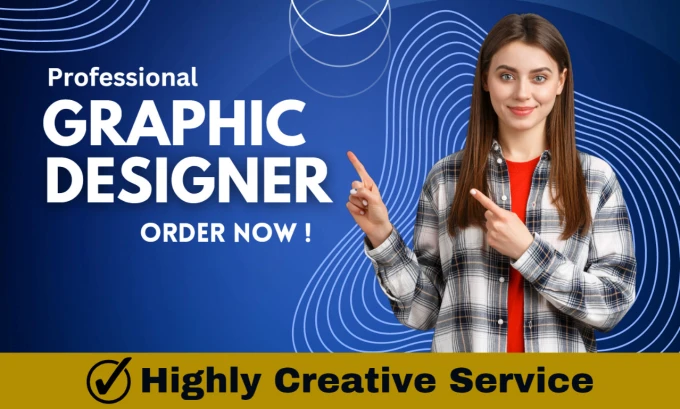 Professional
GRAPHIC
DESIGNER
ORDER NOW !
Highly Creative Service